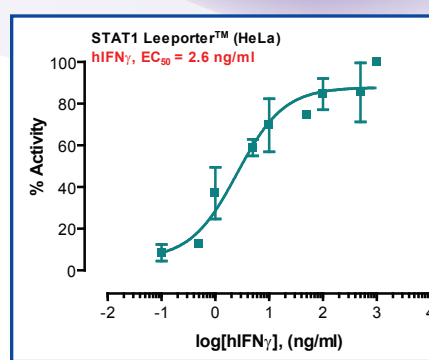 STAT1 Leeporter™ (HeLa)
hIFNγ, EC₅₀ = 2.6 ng/ml
100
80
60
40
20
0
% Activity
-2 -1 0 1 2 3 4
log[hIFNγ], (ng/ml)